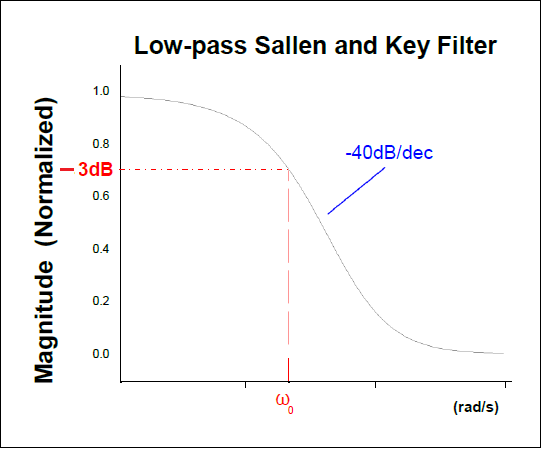 Low-pass Sallen and Key Filter
Magnitude (Normalized)
1.0
0.8
– 3dB
0.6
0.4
0.2
0.0
-40dB/dec
ω0
(rad/s)